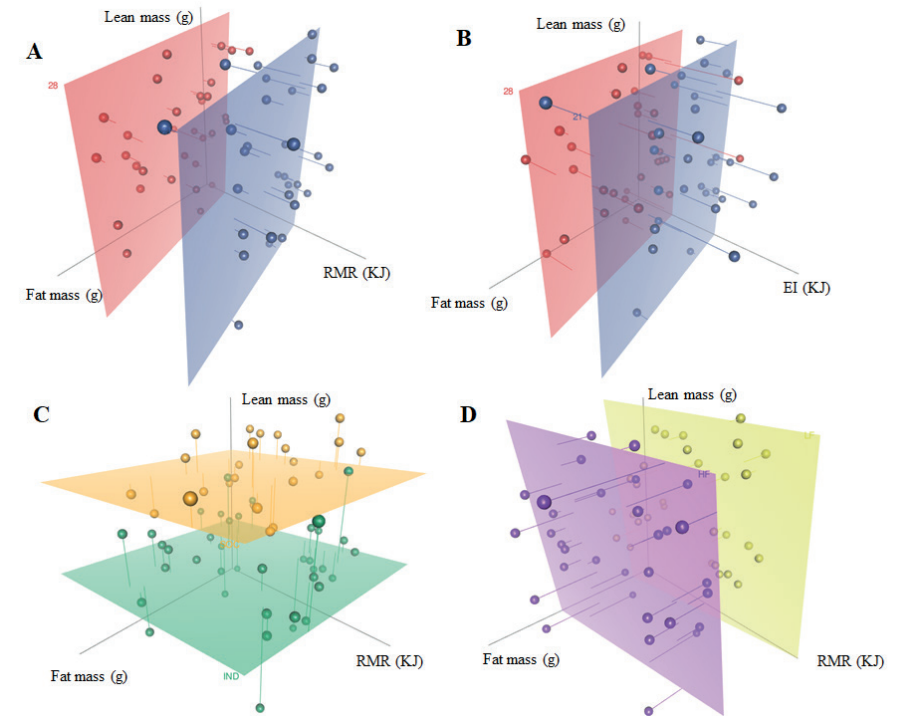 A
Lean mass (g)
28
RMR (KJ)
Fat mass (g)
B
Lean mass (g)
28
21
EI (KJ)
Fat mass (g)
C
Lean mass (g)
RMR (KJ)
Fat mass (g)
IND
D
Lean mass (g)
LF
HF
Fat mass (g)
RMR (KJ)